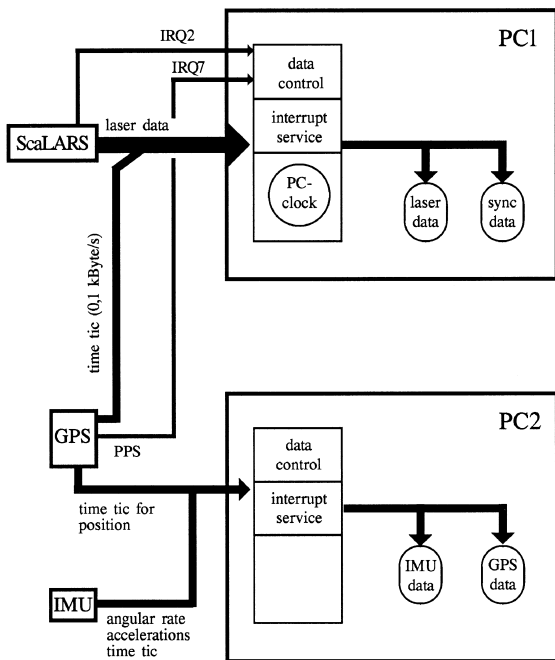 PC1
IRQ2
IRQ7
data
control
laser data
ScaLARS
interrupt
service
PC-
clock
laser
data
sync
data
time tic (0,1 kByte/s)
PC2
GPS
PPS
data
control
time tic for
position
interrupt
service
IMU
data
GPS
data
IMU
angular rate
accelerations
time tic